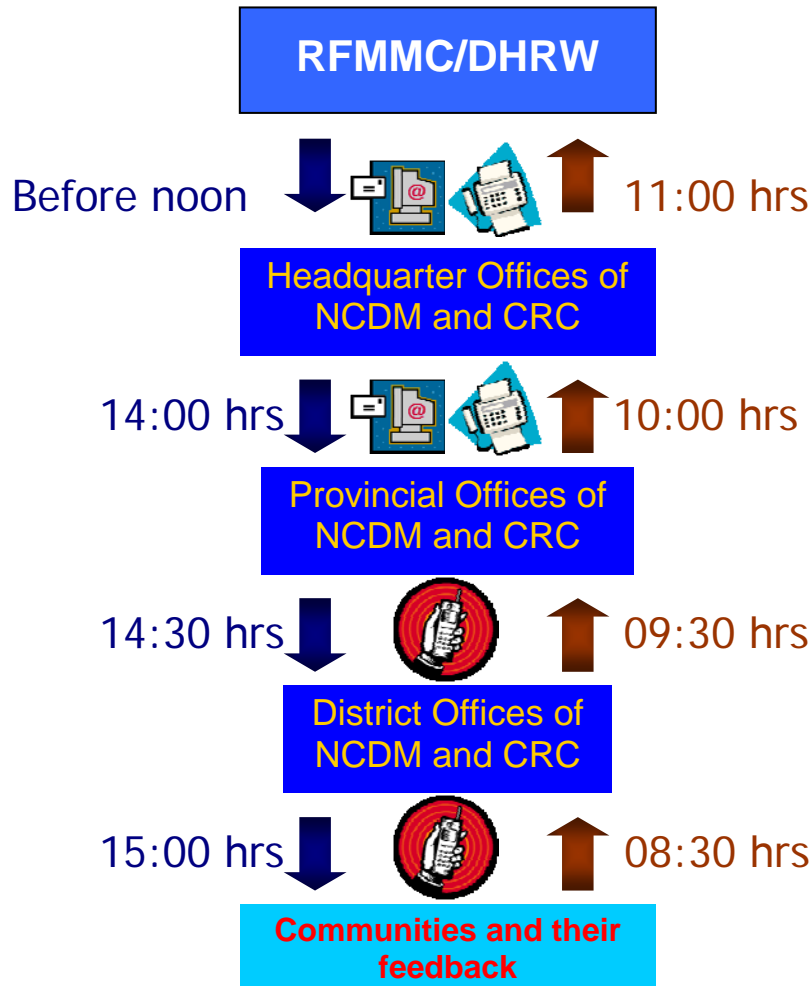 RFMMC/DHRW
Before noon
@
11:00 hrs
Headquarter Offices of
NCDM and CRC
14:00 hrs
@
10:00 hrs
Provincial Offices of
NCDM and CRC
14:30 hrs
09:30 hrs
District Offices of
NCDM and CRC
15:00 hrs
08:30 hrs
Communities and their
feedback